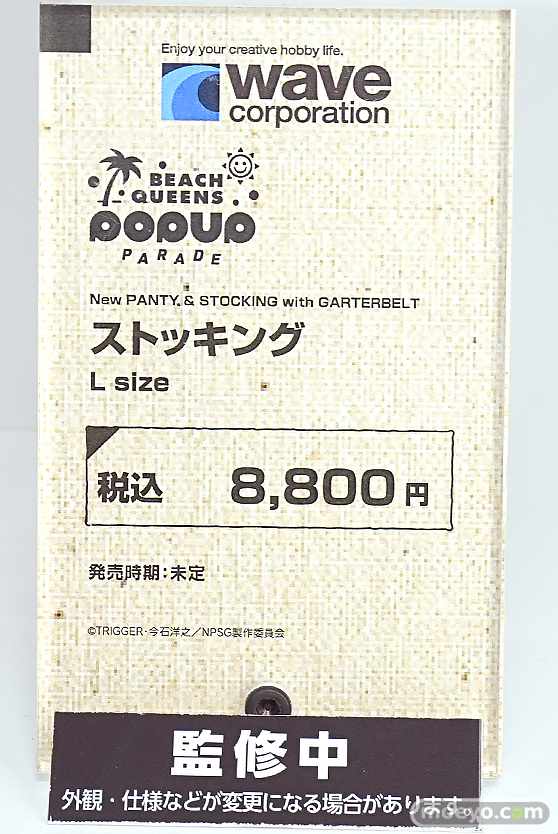 Enjoy your creative hobby life.
wave
corporation
BEACH
QUEENS
POPUP
PARADE
New PANTY & STOCKING with GARTERBELT
ストッキング
L size
税込 8,800円
発売時期：未定
©TRIGGER・今石洋之／NPSG製作委員会
監修中
外観・仕様などが変更になる場合があります。
moeyo.com